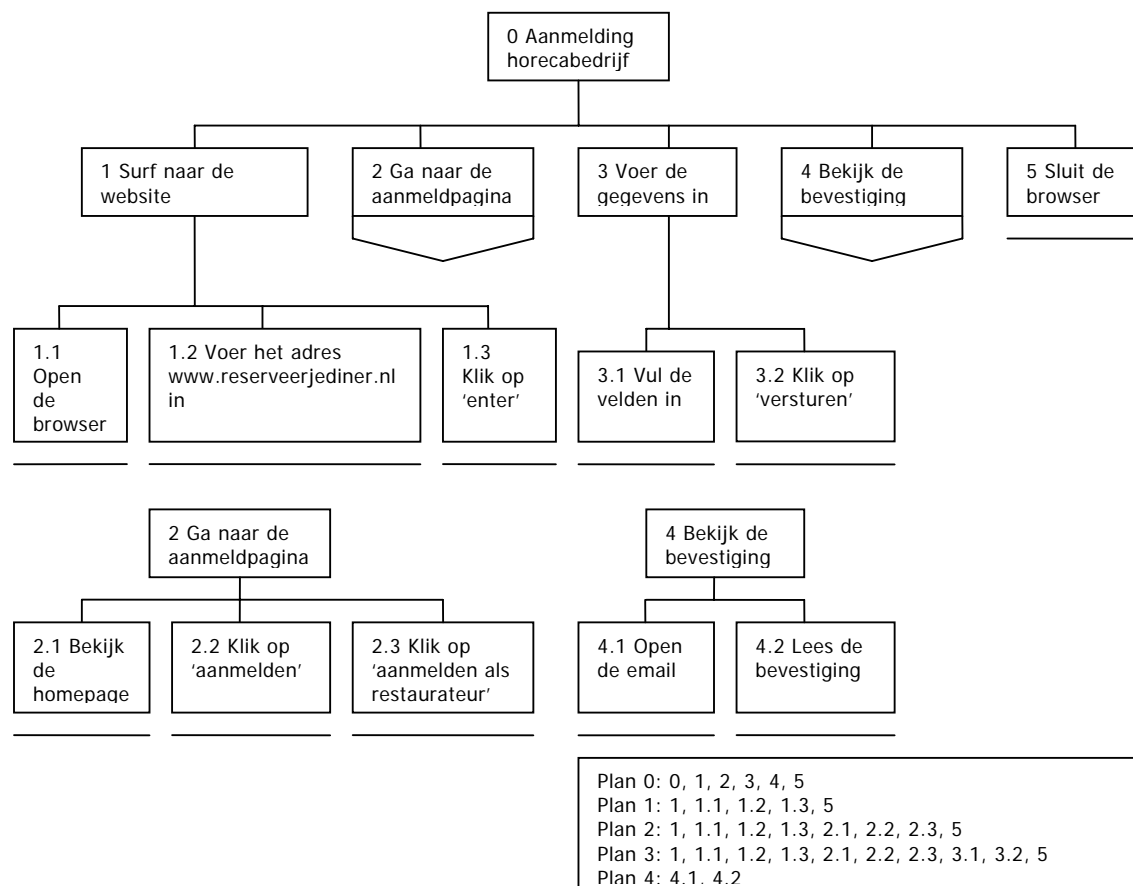 0 Aanmelding
horecabedrijf
1 Surf naar de
website
2 Ga naar de
aanmeldpagina
3 Voer de
gegevens in
4 Bekijk de
bevestiging
5 Sluit de
browser
1.1
Open
de
browser
1.2 Voer het adres
www.reserveerjediner.nl
in
1.3
Klik op
‘enter’
3.1 Vul de
velden in
3.2 Klik op
‘versturen’
2 Ga naar de
aanmeldpagina
4 Bekijk de
bevestiging
2.1 Bekijk
de
homepage
2.2 Klik op
‘aanmelden’
2.3 Klik op
‘aanmelden als
restaurateur’
4.1 Open
de email
4.2 Lees de
bevestiging
Plan 0: 0, 1, 2, 3, 4, 5
Plan 1: 1, 1.1, 1.2, 1.3, 5
Plan 2: 1, 1.1, 1.2, 1.3, 2.1, 2.2, 2.3, 5
Plan 3: 1, 1.1, 1.2, 1.3, 2.1, 2.2, 2.3, 3.1, 3.2, 5
Plan 4: 4.1, 4.2